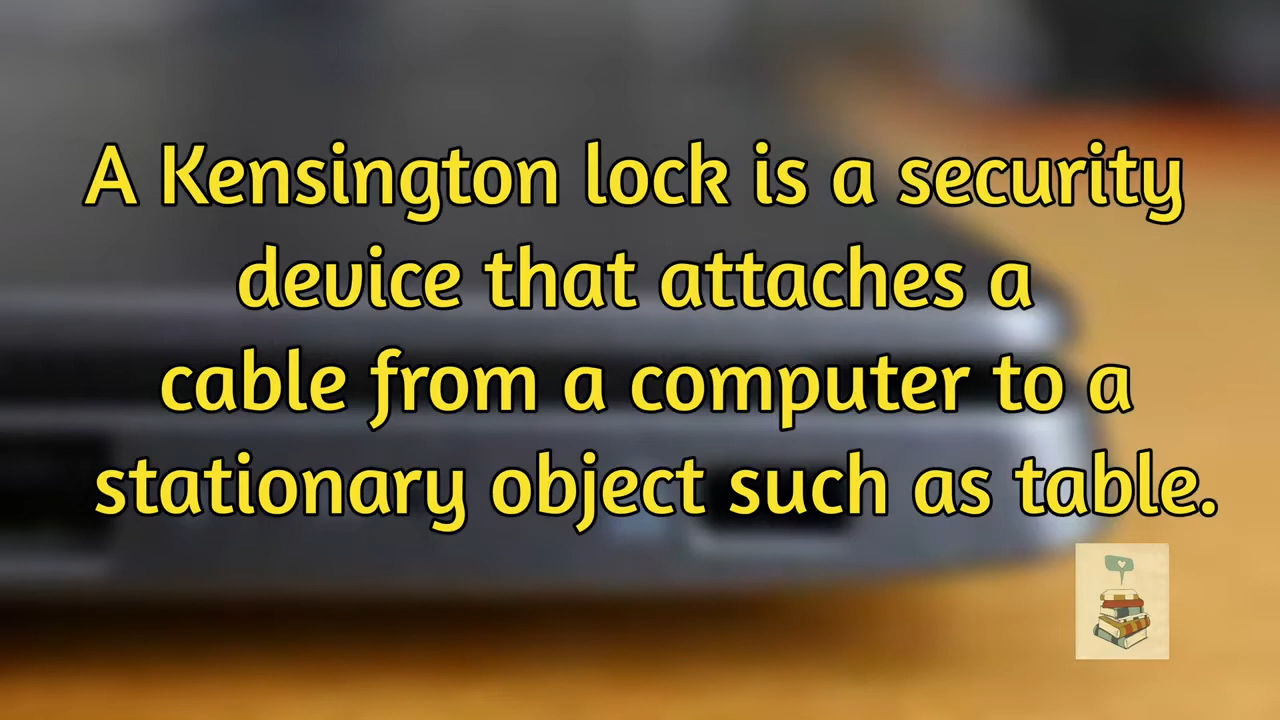 A Kensington lock is a security
device that attaches a
cable from a computer to a
stationary object such as table.